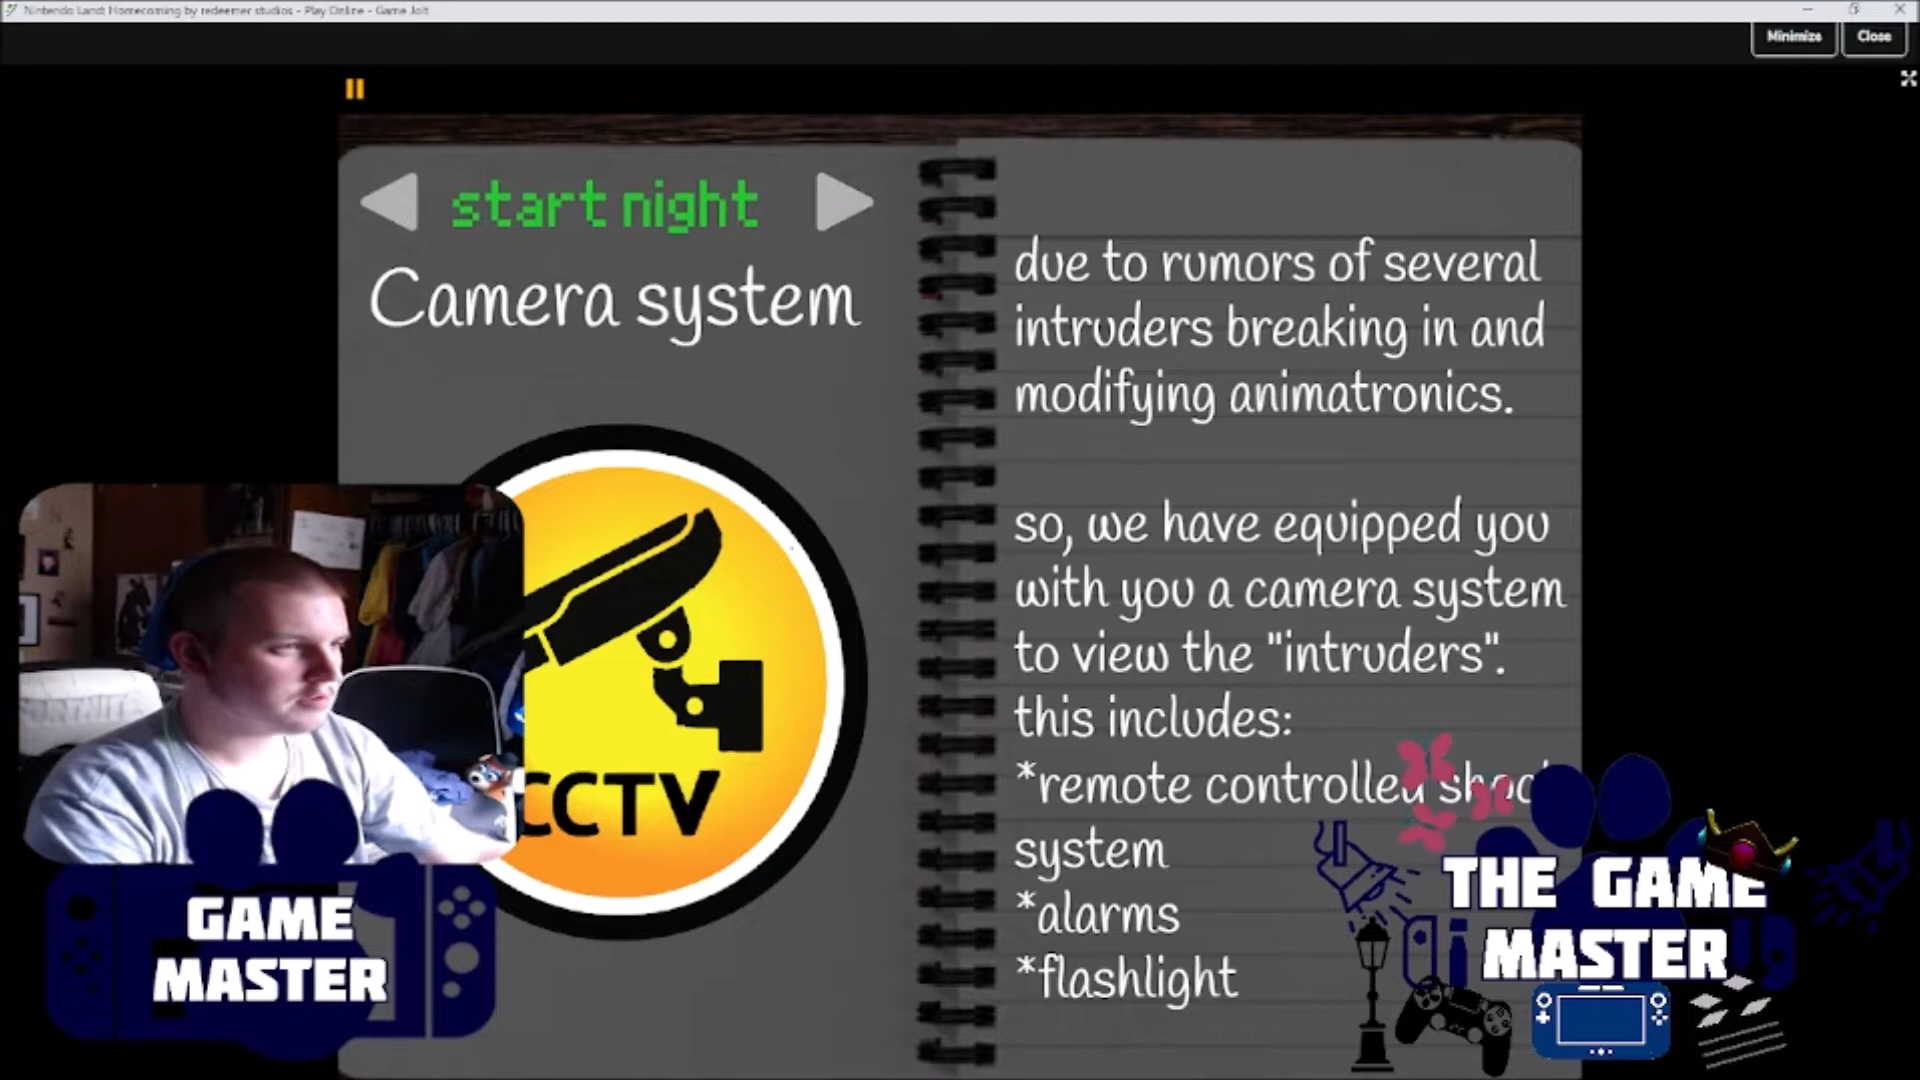 Nintendo Land: Homecoming by redeemer studios - Play Online - Game Jolt
Minimize Close
start night
Camera system
CCTV
due to rumors of several
intruders breaking in and
modifying animatronics.
so, we have equipped you
with you a camera system
to view the "intruders".
this includes:
*remote controlled shock
system
*alarms
*flashlight
GAME
MASTER
THE GAME
MASTER